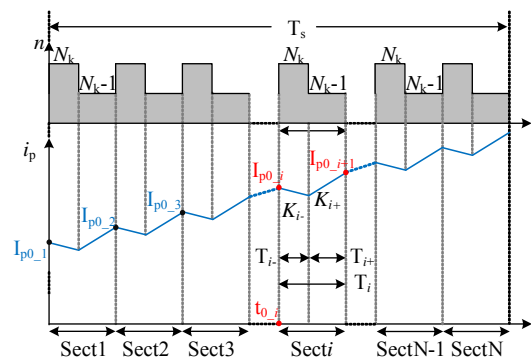 T_s
n
N_k
N_k
N_k
N_k-1
N_k-1
N_k-1
i_p
I_p0_1
I_p0_2
I_p0_3
I_p0_i
I_p0_i+1
K_i-
K_i+
T_i-
T_i+
T_i
t_0_i
Sect1
Sect2
Sect3
Secti
SectN-1
SectN